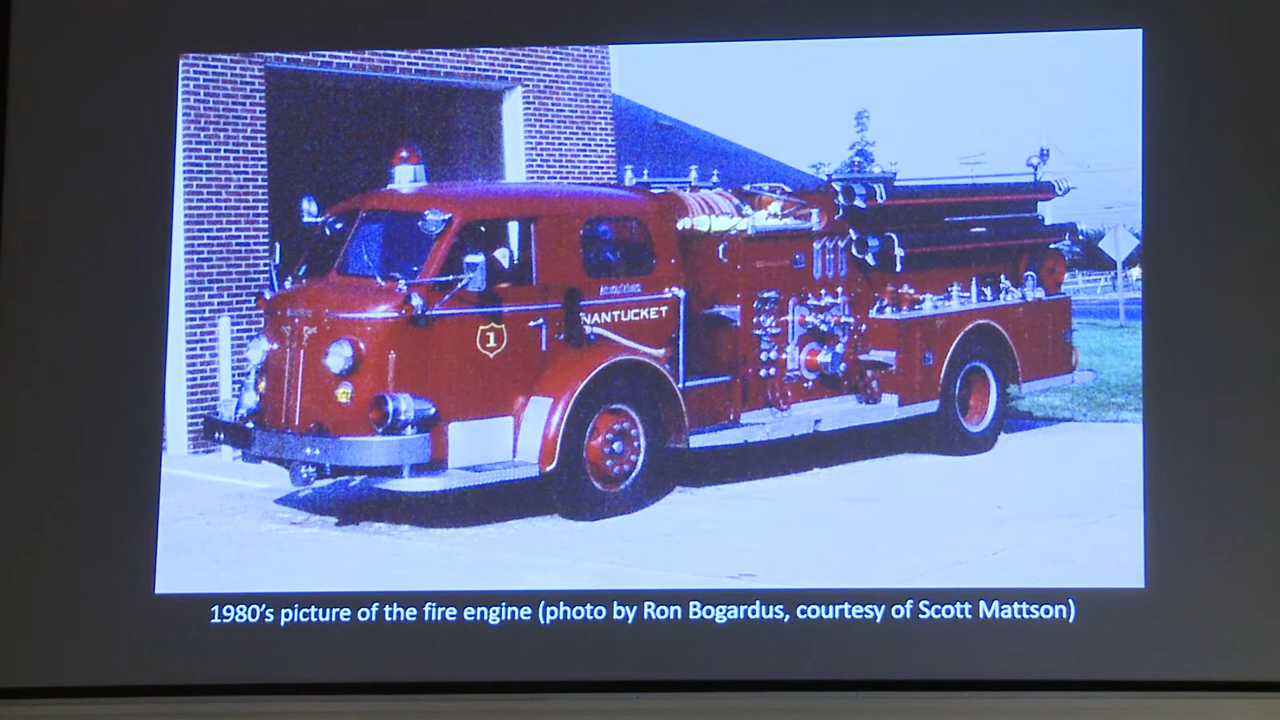 1
NANTUCKET
1980's picture of the fire engine (photo by Ron Bogardus, courtesy of Scott Mattson)